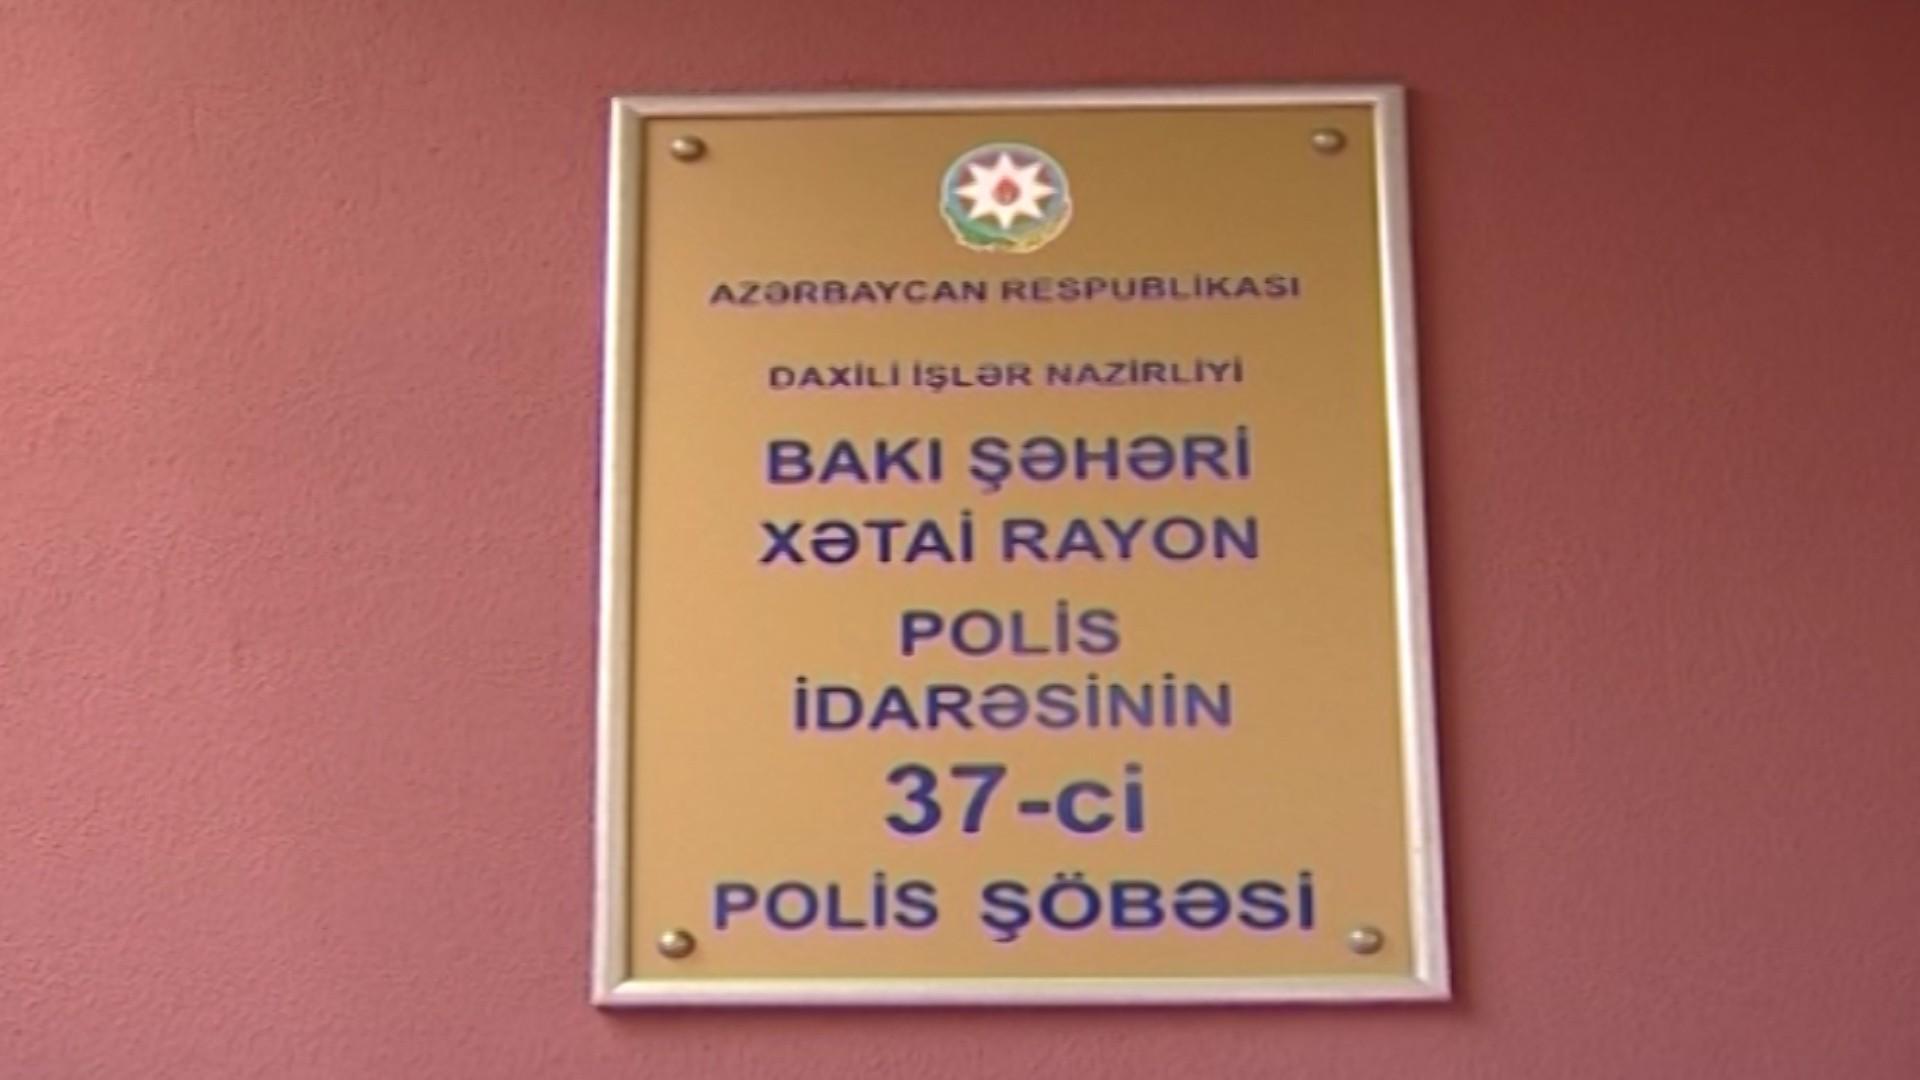 AZƏRBAYCAN RESPUBLİKASI
DAXİLİ İŞLƏR NAZİRLİYİ
BAKI ŞƏHƏRİ
XƏTAİ RAYON
POLİS
İDARƏSİNİN
37-ci
POLİS ŞÖBƏSİ